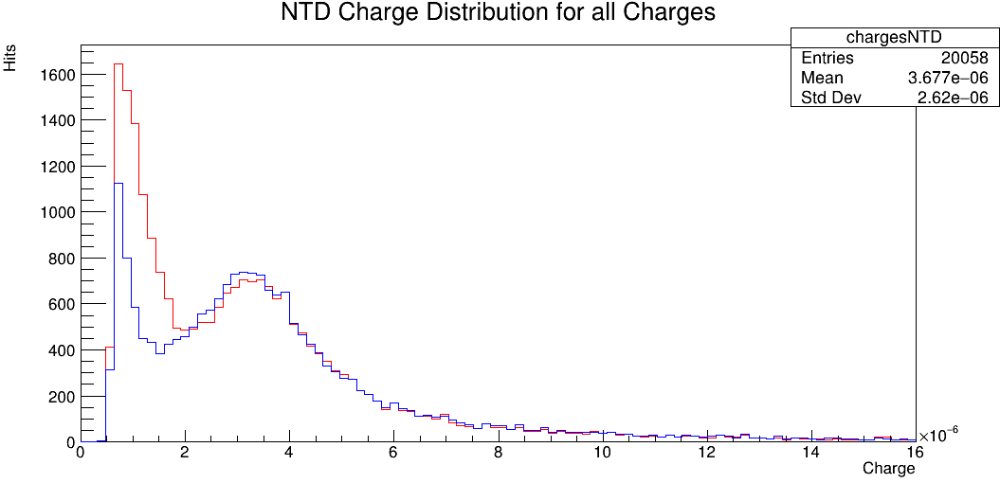 NTD Charge Distribution for all Charges
chargesNTD
Entries 20058
Mean 3.677e−06
Std Dev 2.62e−06
Hits
1600
1400
1200
1000
800
600
400
200
0
0 2 4 6 8 10 12 14 16
×10⁻⁶
Charge